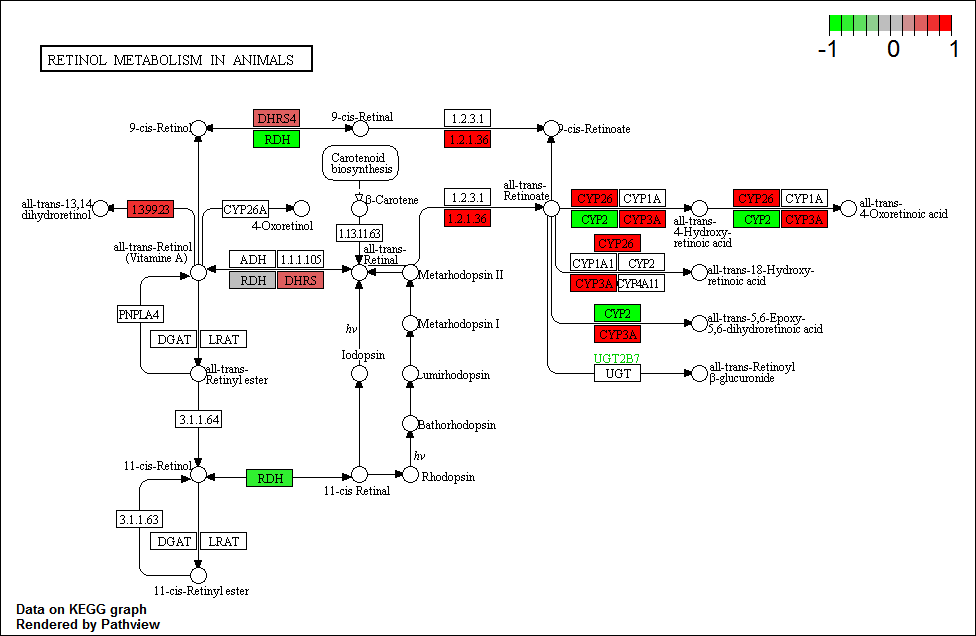 -1 0 1
RETINOL METABOLISM IN ANIMALS
9-cis-Retinol
DHRS4
RDH
9-cis-Retinal
1.2.3.1
1.2.1.36
9-cis-Retinoate
Carotenoid
biosynthesis
all-trans-13,14-
dihydroretinol
1.3.99.23
CYP26A
4-Oxoretinol
β-Carotene
1.13.11.63
all-trans-
Retinal
1.2.3.1
1.2.1.36
all-trans-
Retinoate
CYP26
CYP1A
CYP2
CYP3A
all-trans-
4-Hydroxy-
retinoic acid
CYP26
CYP1A
CYP2
CYP3A
all-trans-
4-Oxoretinoic acid
all-trans-Retinol
(Vitamine A)
ADH
1.1.1.105
RDH
DHRS
Metarhodopsin II
CYP26
CYP1A1
CYP2
CYP3A
CYP4A11
all-trans-18-Hydroxy-
retinoic acid
PNPLA4
DGAT
LRAT
hv
Metarhodopsin I
CYP2
CYP3A
all-trans-5,6-Epoxy-
5,6-dihydroretinoic acid
Iodopsin
all-trans-
Retinyl ester
Lumirhodopsin
UGT2B7
UGT
all-trans-Retinoyl
β-glucuronide
3.1.1.64
Bathorhodopsin
hv
11-cis-Retinol
RDH
11-cis Retinal
Rhodopsin
3.1.1.63
DGAT
LRAT
11-cis-Retinyl ester
Data on KEGG graph
Rendered by Pathview